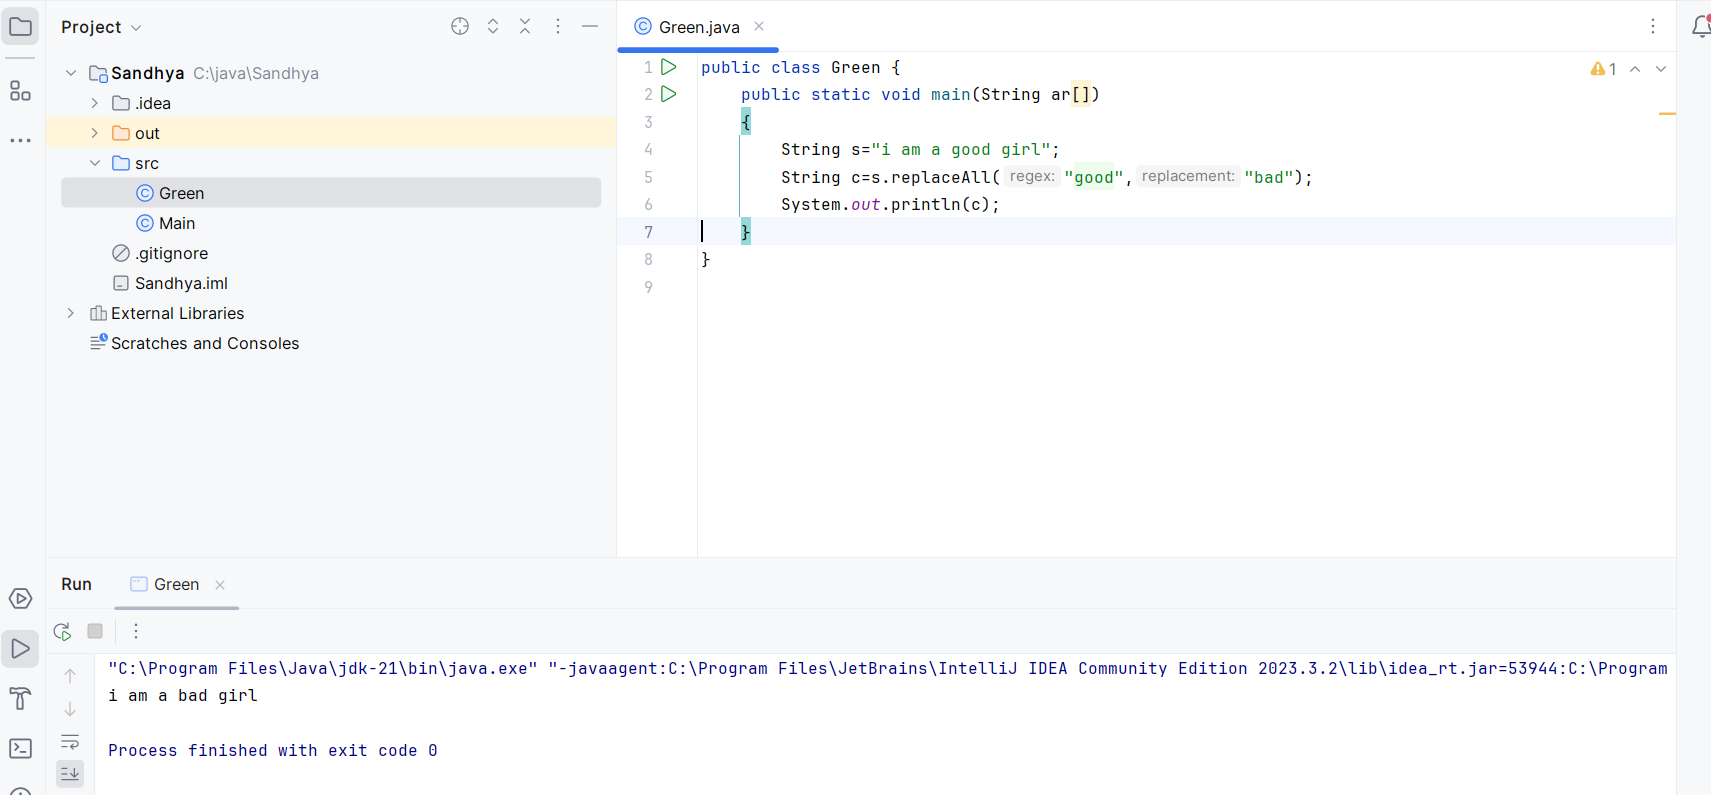 Project
Sandhya C:\java\Sandhya
.idea
out
src
Green
Main
.gitignore
Sandhya.iml
External Libraries
Scratches and Consoles
Green.java
1 public class Green {
2 public static void main(String ar[])
3 {
4 String s="i am a good girl";
5 String c=s.replaceAll( regex: "good", replacement: "bad");
6 System.out.println(c);
7 }
8 }
9
1
Run Green
"C:\Program Files\Java\jdk-21\bin\java.exe" "-javaagent:C:\Program Files\JetBrains\IntelliJ IDEA Community Edition 2023.3.2\lib\idea_rt.jar=53944:C:\Program
i am a bad girl
Process finished with exit code 0